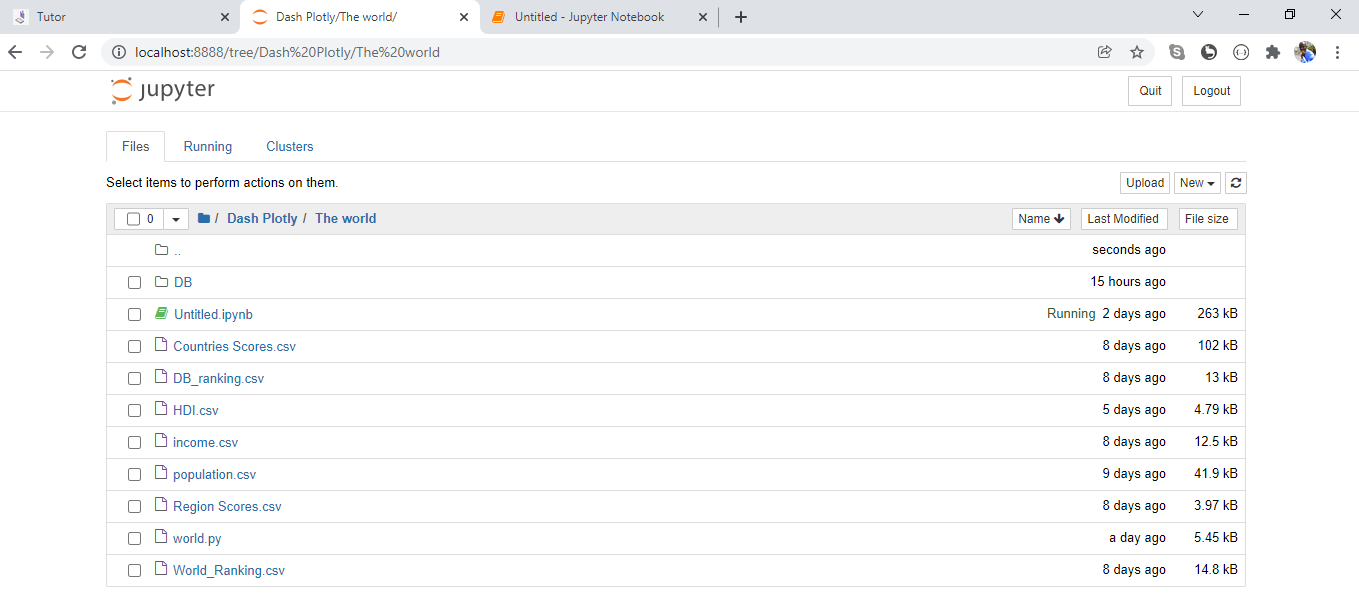 Tutor
Dash Plotly/The world/
Untitled - Jupyter Notebook
localhost:8888/tree/Dash%20Plotly/The%20world
jupyter
Quit
Logout
Files
Running
Clusters
Select items to perform actions on them.
Upload
New
0
/ Dash Plotly / The world
Name
Last Modified
File size
.. seconds ago
DB 15 hours ago
Untitled.ipynb Running 2 days ago 263 kB
Countries Scores.csv 8 days ago 102 kB
DB_ranking.csv 8 days ago 13 kB
HDI.csv 5 days ago 4.79 kB
income.csv 8 days ago 12.5 kB
population.csv 9 days ago 41.9 kB
Region Scores.csv 8 days ago 3.97 kB
world.py a day ago 5.45 kB
World_Ranking.csv 8 days ago 14.8 kB